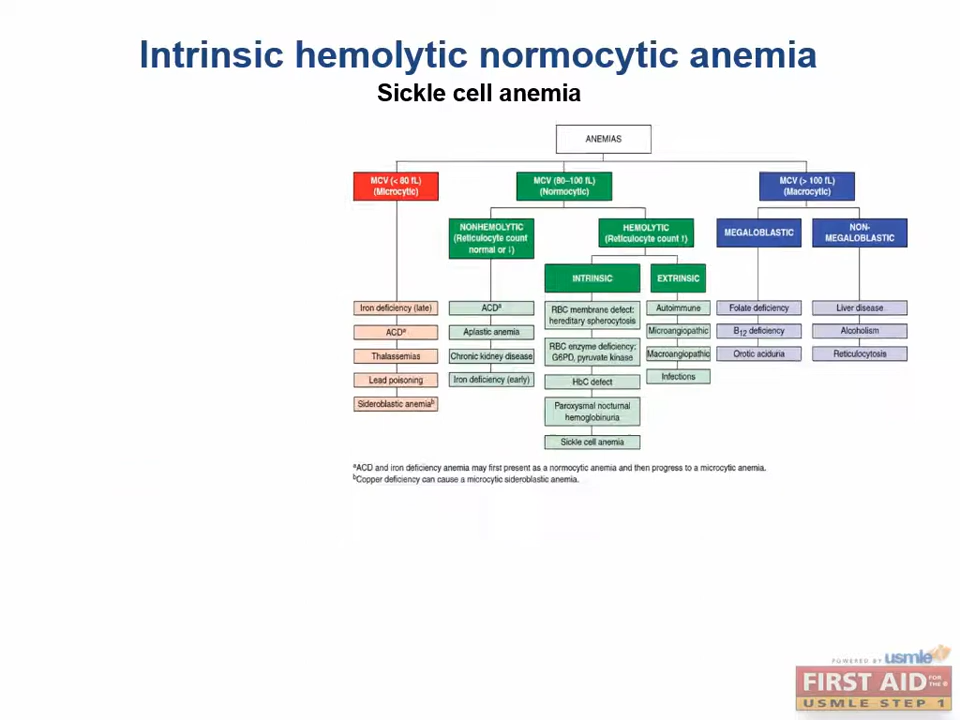 Intrinsic hemolytic normocytic anemia
Sickle cell anemia
ANEMIAS
MCV (< 80 fL)
(Microcytic)
MCV (80–100 fL)
(Normocytic)
MCV (> 100 fL)
(Macrocytic)
NONHEMOLYTIC
(Reticulocyte count
normal or ↓)
HEMOLYTIC
(Reticulocyte count ↑)
MEGALOBLASTIC
NON-
MEGALOBLASTIC
INTRINSIC
EXTRINSIC
Iron deficiency (late)
ACDᵃ
Thalassemias
Lead poisoning
Sideroblastic anemiaᵇ
ACDᵃ
Aplastic anemia
Chronic kidney disease
Iron deficiency (early)
RBC membrane defect:
hereditary spherocytosis
RBC enzyme deficiency:
G6PD, pyruvate kinase
HbC defect
Paroxysmal nocturnal
hemoglobinuria
Sickle cell anemia
Autoimmune
Microangiopathic
Macroangiopathic
Infections
Folate deficiency
B₁₂ deficiency
Orotic aciduria
Liver disease
Alcoholism
Reticulocytosis
ᵃACD and iron deficiency anemia may first present as a normocytic anemia and then progress to a microcytic anemia.
ᵇCopper deficiency can cause a microcytic sideroblastic anemia.
POWERED BY usmle
FIRST AID FOR THE
USMLE STEP 1